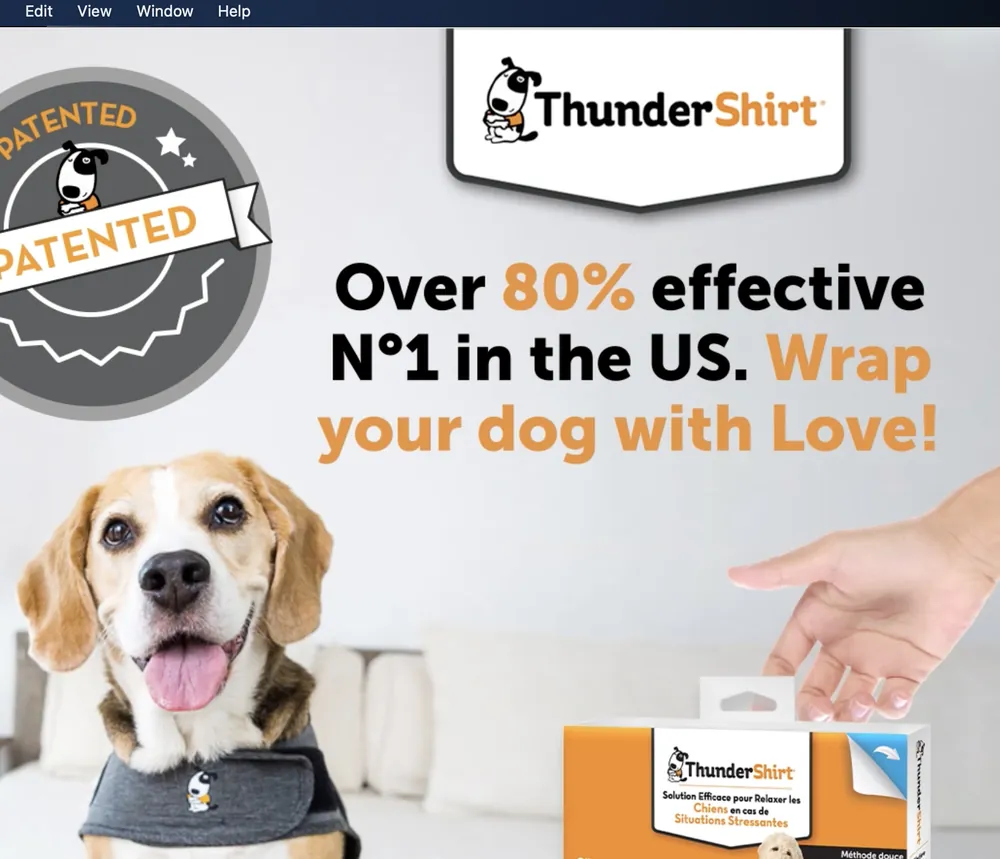 Edit View Window Help
PATENTED
PATENTED
ThunderShirt
Over 80% effective
N°1 in the US. Wrap
your dog with Love!
ThunderShirt
Solution Efficace pour Relaxer les
Chiens en cas de
Situations Stressantes
ThunderShirt
Méthode douce